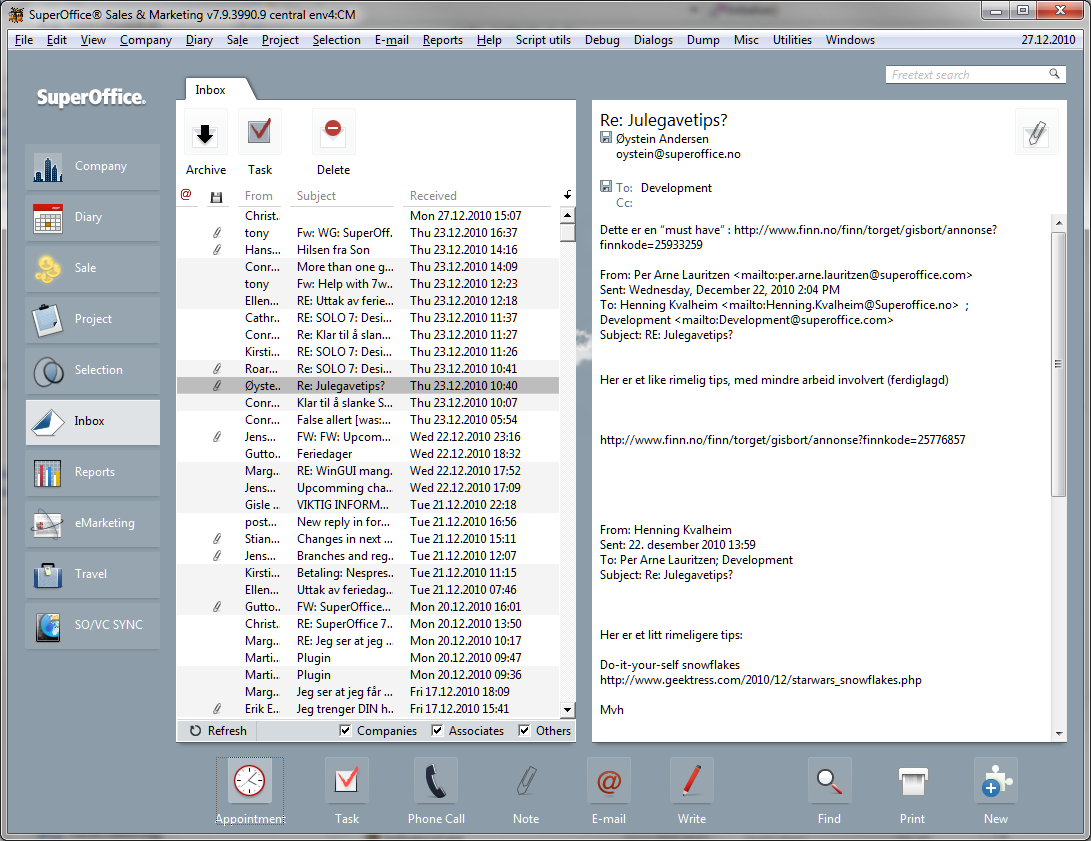 SuperOffice® Sales & Marketing v7.9.3990.9 central env4:CM
File Edit View Company Diary Sale Project Selection E-mail Reports Help Script utils Debug Dialogs Dump Misc Utilities Windows 27.12.2010
Freetext search
SuperOffice.
Company
Diary
Sale
Project
Selection
Inbox
Reports
eMarketing
Travel
SO/VC SYNC
Inbox
Archive Task Delete
@ From Subject Received
Christ.. Mon 27.12.2010 15:07
tony Fw: WG: SuperOff.. Thu 23.12.2010 16:37
Hans... Hilsen fra Son Thu 23.12.2010 14:16
Conr... More than one g... Thu 23.12.2010 14:09
tony Fw: Help with 7w... Thu 23.12.2010 12:23
Ellen... RE: Uttak av ferie... Thu 23.12.2010 12:18
Cathr.. RE: SOLO 7: Desi... Thu 23.12.2010 11:37
Conr... Re: Klar til å slan... Thu 23.12.2010 11:27
Kirsti... RE: SOLO 7: Desi... Thu 23.12.2010 11:26
Roar... Re: SOLO 7: Desi... Thu 23.12.2010 10:41
Øyste.. Re: Julegavetips? Thu 23.12.2010 10:40
Conr... Klar til å slanke S... Thu 23.12.2010 10:07
Conr... False allert [was:... Thu 23.12.2010 05:54
Jens... FW: FW: Upcom... Wed 22.12.2010 23:16
Gutto.. Feriedager Wed 22.12.2010 18:32
Marg... RE: WinGUI mang.. Wed 22.12.2010 17:52
Jens... Upcomming cha... Wed 22.12.2010 17:09
Gisle .. VIKTIG INFORM... Tue 21.12.2010 22:18
post... New reply in for... Tue 21.12.2010 16:56
Stian... Changes in next ... Tue 21.12.2010 15:11
Jens... Branches and reg.. Tue 21.12.2010 12:07
Kirsti... Betaling: Nespres.. Tue 21.12.2010 11:15
Ellen... Uttak av feriedag... Tue 21.12.2010 07:46
Gutto.. FW: SuperOffice... Mon 20.12.2010 16:01
Christ.. RE: SuperOffice 7.. Mon 20.12.2010 13:50
Marg... RE: Jeg ser at jeg .. Mon 20.12.2010 10:17
Marti... Plugin Mon 20.12.2010 09:47
Marti... Plugin Mon 20.12.2010 09:36
Marg... Jeg ser at jeg får ... Fri 17.12.2010 18:09
Erik E.. Jeg trenger DIN h.. Fri 17.12.2010 15:41
Refresh Companies Associates Others
Re: Julegavetips?
Øystein Andersen
oystein@superoffice.no
To: Development
Cc:
Dette er en "must have" : http://www.finn.no/finn/torget/gisbort/annonse?
finnkode=25933259
From: Per Arne Lauritzen <mailto:per.arne.lauritzen@superoffice.com>
Sent: Wednesday, December 22, 2010 2:04 PM
To: Henning Kvalheim <mailto:Henning.Kvalheim@Superoffice.no> ;
Development <mailto:Development@superoffice.com>
Subject: RE: Julegavetips?
Her er et like rimelig tips, med mindre arbeid involvert (ferdiglagd)
http://www.finn.no/finn/torget/gisbort/annonse?finnkode=25776857
From: Henning Kvalheim
Sent: 22. desember 2010 13:59
To: Per Arne Lauritzen; Development
Subject: Re: Julegavetips?
Her er et litt rimeligere tips:
Do-it-your-self snowflakes
http://www.geektress.com/2010/12/starwars_snowflakes.php
Mvh
Appointment Task Phone Call Note E-mail Write Find Print New